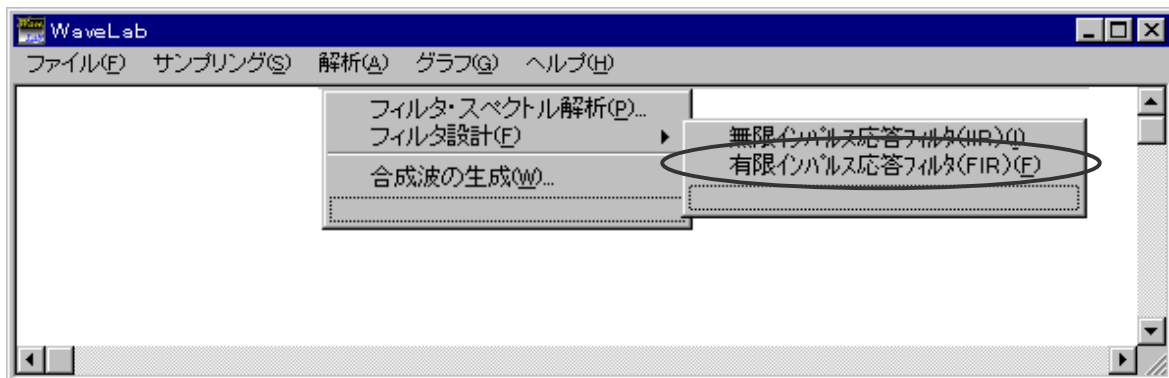 WaveLab
ファイル(F) サンプリング(S) 解析(A) グラフ(G) ヘルプ(H)
フィルタ・スペクトル解析(P)...
フィルタ設計(F)
合成波の生成(W)...
無限インパルス応答フィルタ(IIR)(I)
有限インパルス応答フィルタ(FIR)(F)